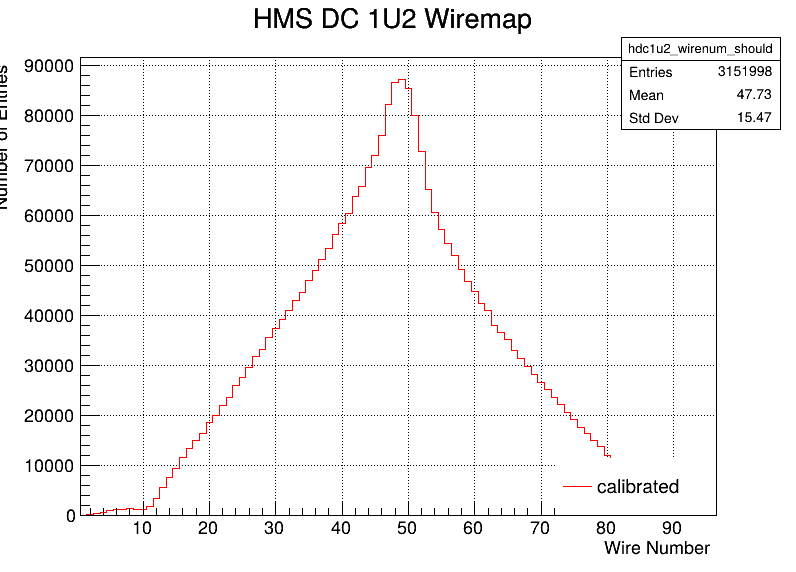 HMS DC 1U2 Wiremap
hdc1u2_wirenum_should
Entries 3151998
Mean 47.73
Std Dev 15.47
Number of Entries
90000
80000
70000
60000
50000
40000
30000
20000
10000
0
calibrated
10 20 30 40 50 60 70 80 90
Wire Number